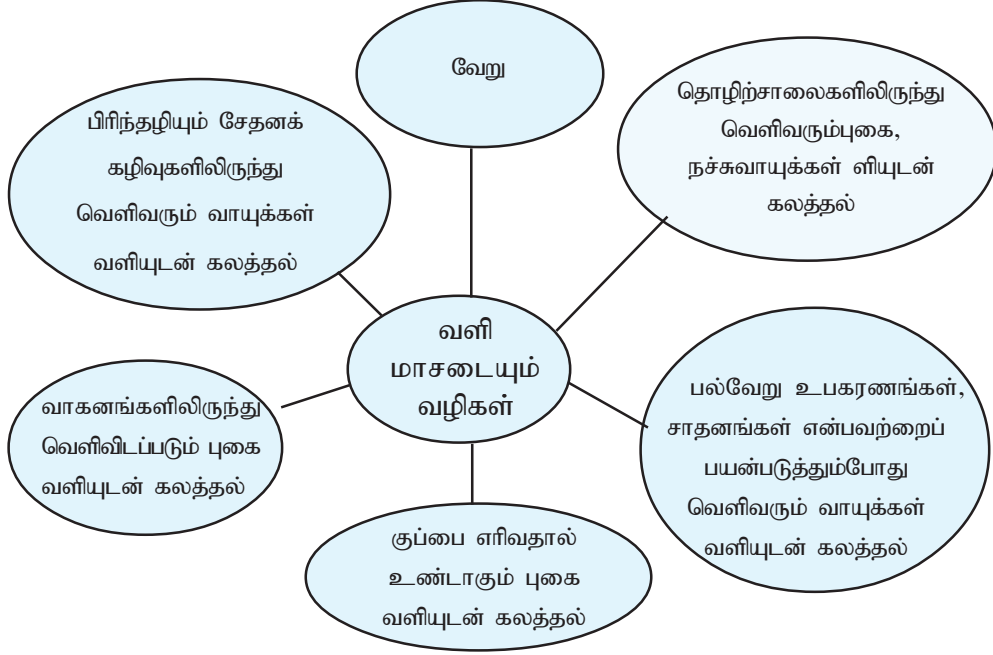 வேறு
தொழிற்சாலைகளிலிருந்து
வெளிவரும்புகை,
நச்சுவாயுக்கள் ளியுடன்
கலத்தல்
பிரிந்தழியும் சேதனக்
கழிவுகளிலிருந்து
வெளிவரும் வாயுக்கள்
வளியுடன் கலத்தல்
வளி
மாசடையும்
வழிகள்
பல்வேறு உபகரணங்கள்,
சாதனங்கள் என்பவற்றைப்
பயன்படுத்தும்போது
வெளிவரும் வாயுக்கள்
வளியுடன் கலத்தல்
வாகனங்களிலிருந்து
வெளிவிடப்படும் புகை
வளியுடன் கலத்தல்
குப்பை எரிவதால்
உண்டாகும் புகை
வளியுடன் கலத்தல்